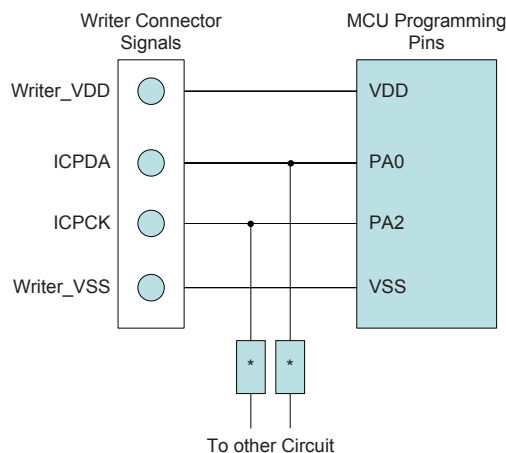 Writer Connector
Signals
MCU Programming
Pins
Writer_VDD
VDD
ICPDA
PA0
ICPCK
PA2
Writer_VSS
VSS
*
*
To other Circuit